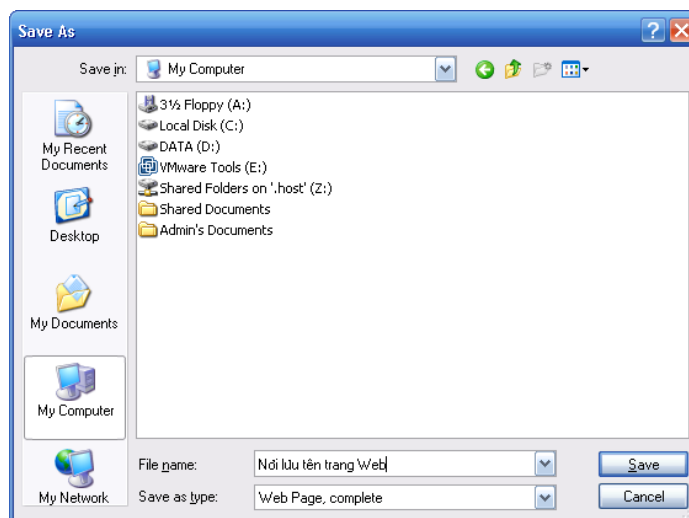 Save As
Save in:
My Computer
My Recent
Documents
Desktop
My Documents
My Computer
My Network
3½ Floppy (A:)
Local Disk (C:)
DATA (D:)
VMware Tools (E:)
Shared Folders on '.host' (Z:)
Shared Documents
Admin's Documents
File name:
Nơi lưu tên trang Web
Save
Save as type:
Web Page, complete
Cancel